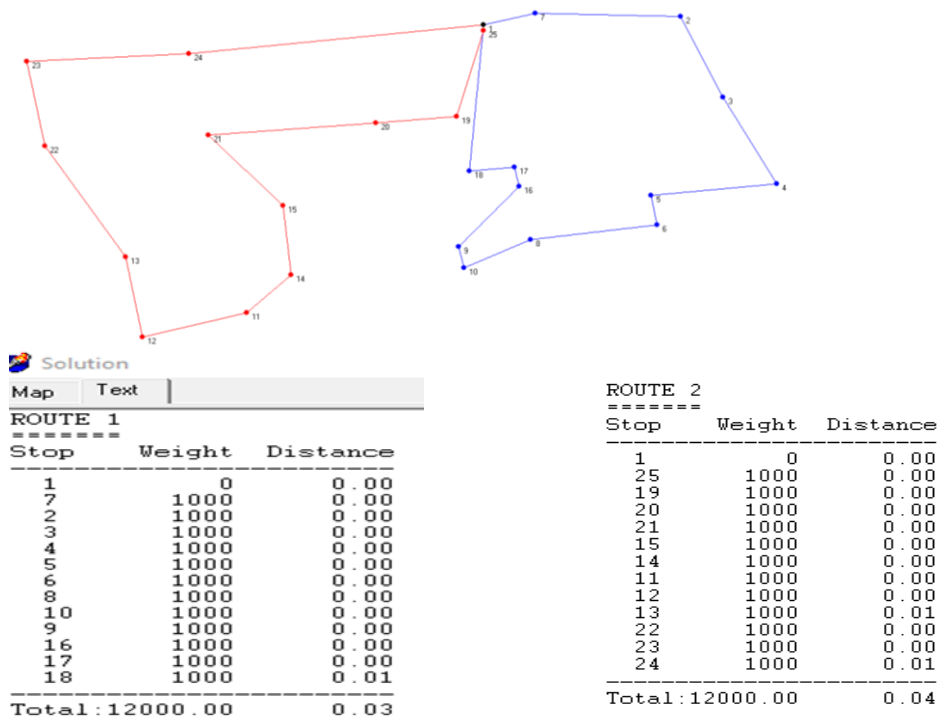 1
7
2
25
24
23
3
19
20
21
22
17
18
16
4
5
15
6
8
9
13
10
14
11
12
Solution
Map Text
ROUTE 1
=======
Stop Weight Distance
1 0 0.00
7 1000 0.00
2 1000 0.00
3 1000 0.00
4 1000 0.00
5 1000 0.00
6 1000 0.00
8 1000 0.00
10 1000 0.00
9 1000 0.00
16 1000 0.00
17 1000 0.00
18 1000 0.01
Total:12000.00 0.03
ROUTE 2
=======
Stop Weight Distance
1 0 0.00
25 1000 0.00
19 1000 0.00
20 1000 0.00
21 1000 0.00
15 1000 0.00
14 1000 0.00
11 1000 0.00
12 1000 0.00
13 1000 0.01
22 1000 0.00
23 1000 0.00
24 1000 0.01
Total:12000.00 0.04